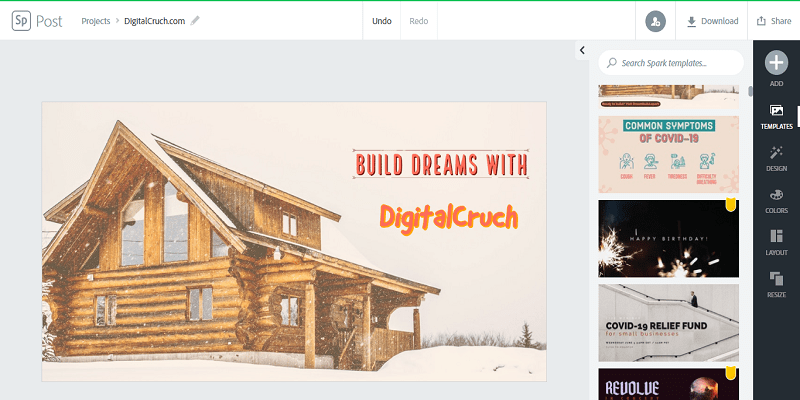 Sp Post
Projects > DigitalCruch.com
Undo
Redo
Download
Share
BUILD DREAMS WITH
DigitalCruch
Search Spark templates...
COMMON SYMPTOMS
OF COVID-19
COUGH
FEVER
TIREDNESS
DIFFICULTY
BREATHING
HAPPY BIRTHDAY!
COVID-19 RELIEF FUND
for small businesses
REVOLVE
ADD
TEMPLATES
DESIGN
COLORS
LAYOUT
RESIZE